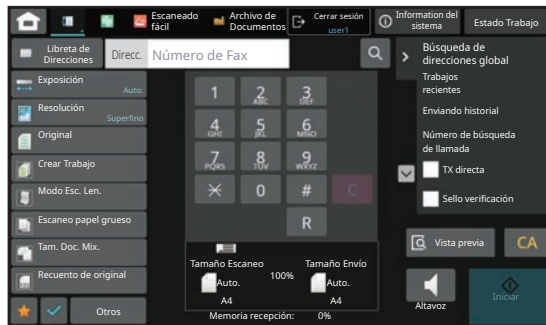 Escaneado
fácil
Archivo de
Documentos
Cerrar sesión
user1
Information del
sistema
Estado Trabajo
Libreta de
Direcciones
Direcc.
Número de Fax
Búsqueda de
direcciones global
Trabajos
recientes
Enviando historial
Número de búsqueda
de llamada
TX directa
Sello verificación
Exposición
Auto.
Resolución
Superfino
Original
Crear Trabajo
Modo Esc. Len.
Escaneo papel
grueso
Tam. Doc. Mix.
Recuento de
original
Otros
1
2
ABC
3
DEF
4
GHI
5
JKL
6
MNO
7
PQRS
8
TUV
9
WXYZ
0
#
C
R
Tamaño Escaneo
Tamaño Envío
Auto.
100%
Auto.
A4
A4
Memoria recepción: 0%
Vista previa
CA
Altavoz
Iniciar